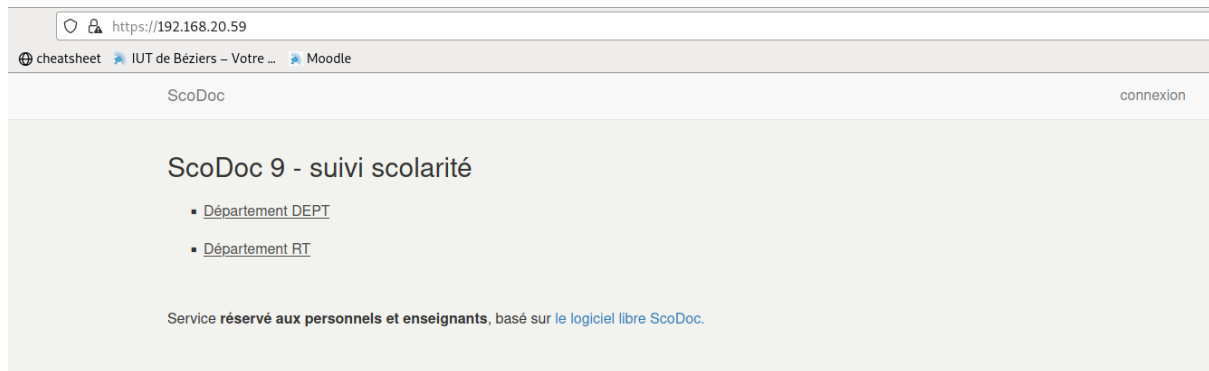 https://192.168.20.59
cheatsheet IUT de Béziers – Votre ... Moodle
ScoDoc connexion
ScoDoc 9 - suivi scolarité
Département DEPT
Département RT
Service réservé aux personnels et enseignants, basé sur le logiciel libre ScoDoc.